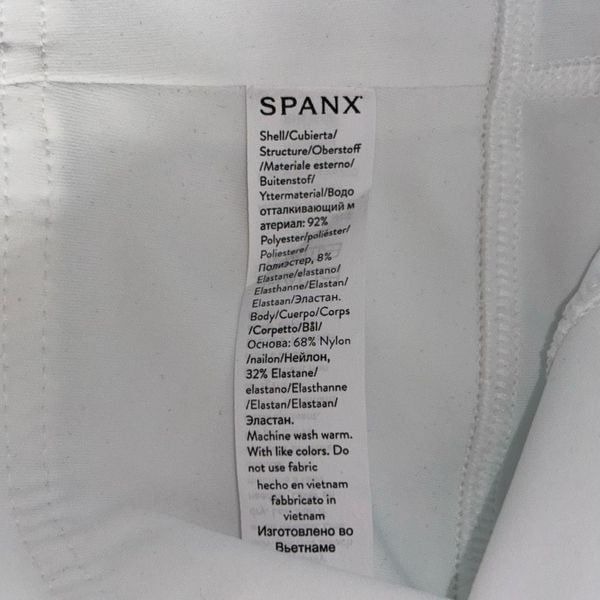 SPANX
Shell/Cubierta/
Structure/Oberstoff
/Materiale esterno/
Buitenstof/
Yttermaterial/Водо
отталкивающий м
атериал: 92%
Polyester/poliéster/
Poliestere/
Полиэстер, 8%
Elastane/elastano/
Elasthanne/Elastan/
Elastaan/Эластан.
Body/Cuerpo/Corps
/Corpetto/Bål/
Основа: 68% Nylon
/nailon/Нейлон,
32% Elastane/
elastano/Elasthanne
/Elastan/Elastaan/
Эластан.
Machine wash warm.
With like colors. Do
not use fabric
hecho en vietnam
fabbricato in
vietnam
Изготовлено во
Вьетнаме